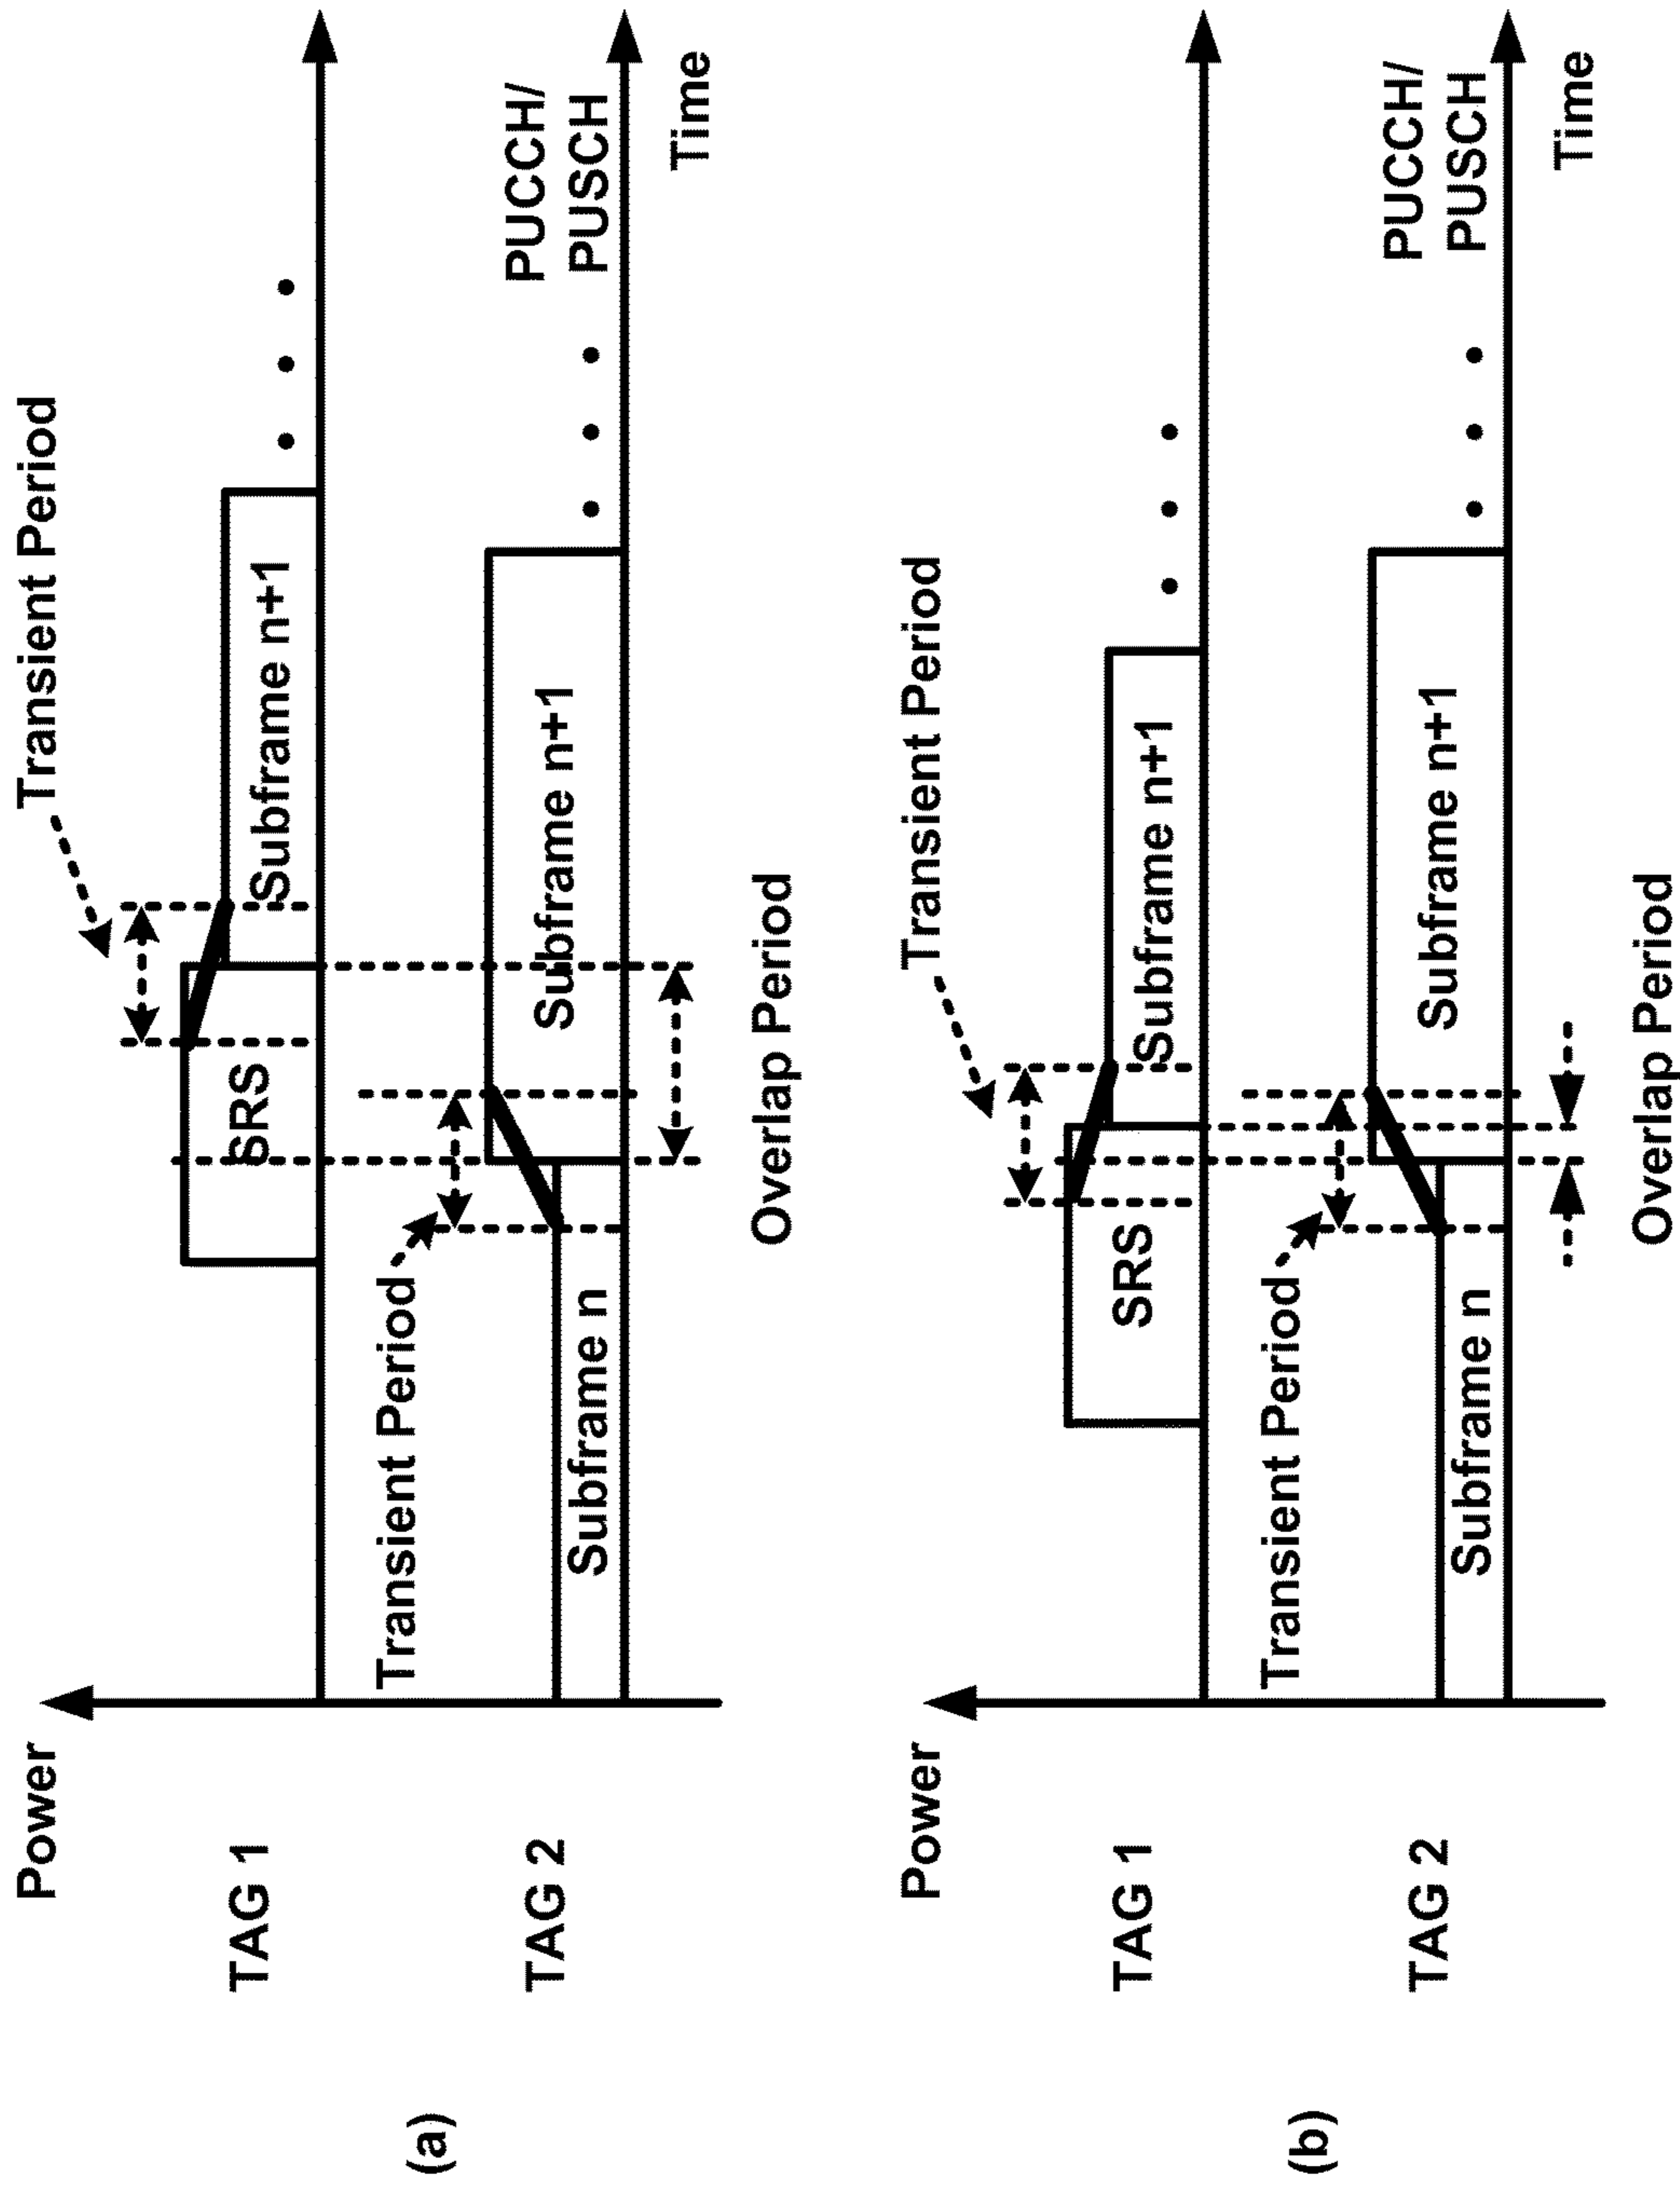 (a)
Power
Transient Period
TAG 1
SRS
Subframe n+1
Transient Period
TAG 2
Subframe n
Subframe n+1
PUCCH/
PUSCH
Time
Overlap Period
(b)
Power
Transient Period
TAG 1
SRS
Subframe n+1
Transient Period
TAG 2
Subframe n
Subframe n+1
PUCCH/
PUSCH
Time
Overlap Period